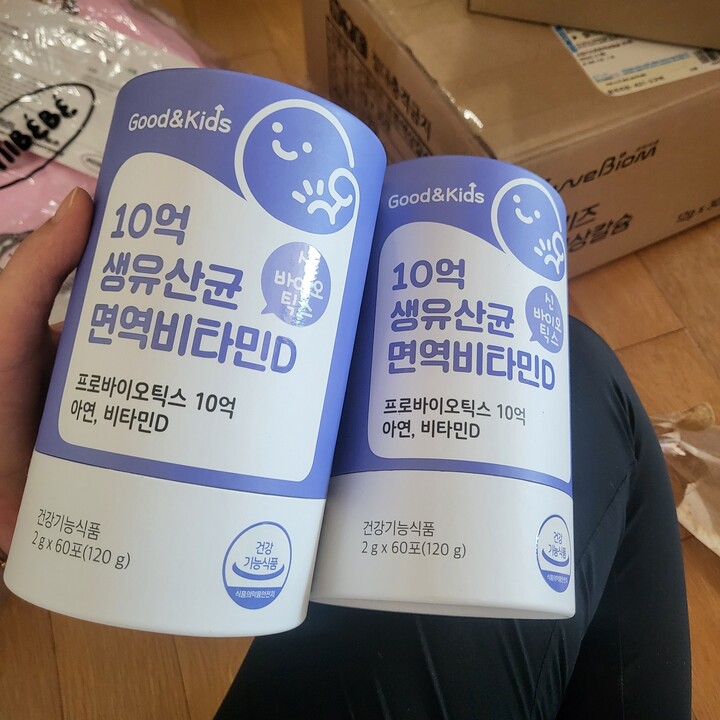 Good&Kids
10억
생유산균
면역비타민D
신
바이오
틱스
프로바이오틱스 10억
아연, 비타민D
건강기능식품
2g x 60포(120 g)
건강
기능식품
식품의약품안전처
Good&Kids
10억
생유산균
면역비타민D
신
바이오
틱스
프로바이오틱스 10억
아연, 비타민D
건강기능식품
2g x 60포(120 g)
건강
기능식품
BÉBÉ